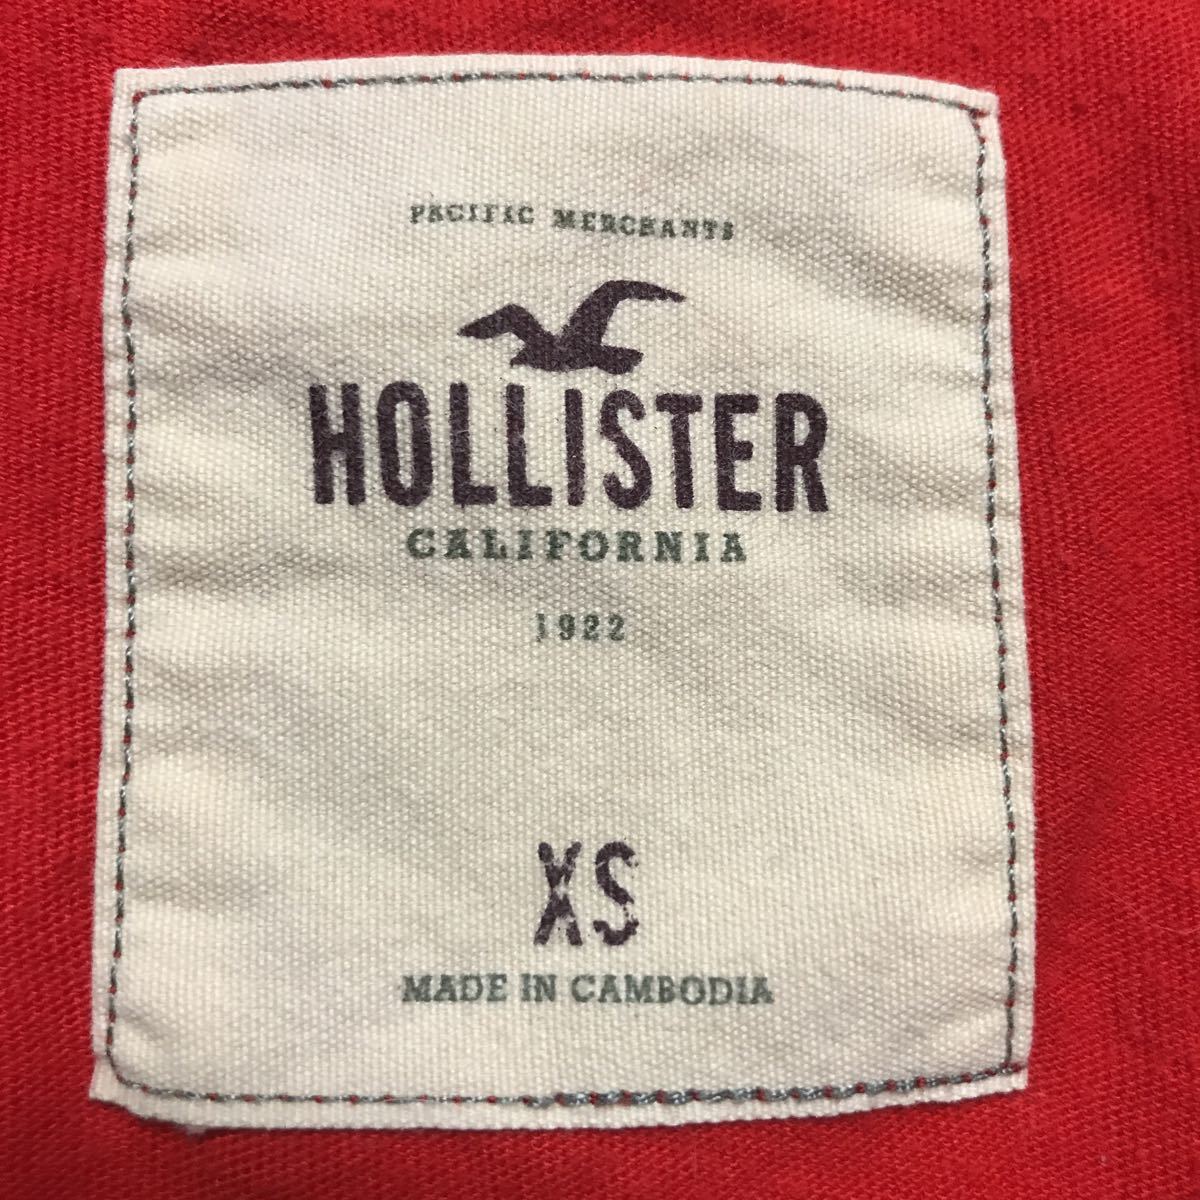 PACIFIC MERCHANTS
HOLLISTER
CALIFORNIA
1922
XS
MADE IN CAMBODIA